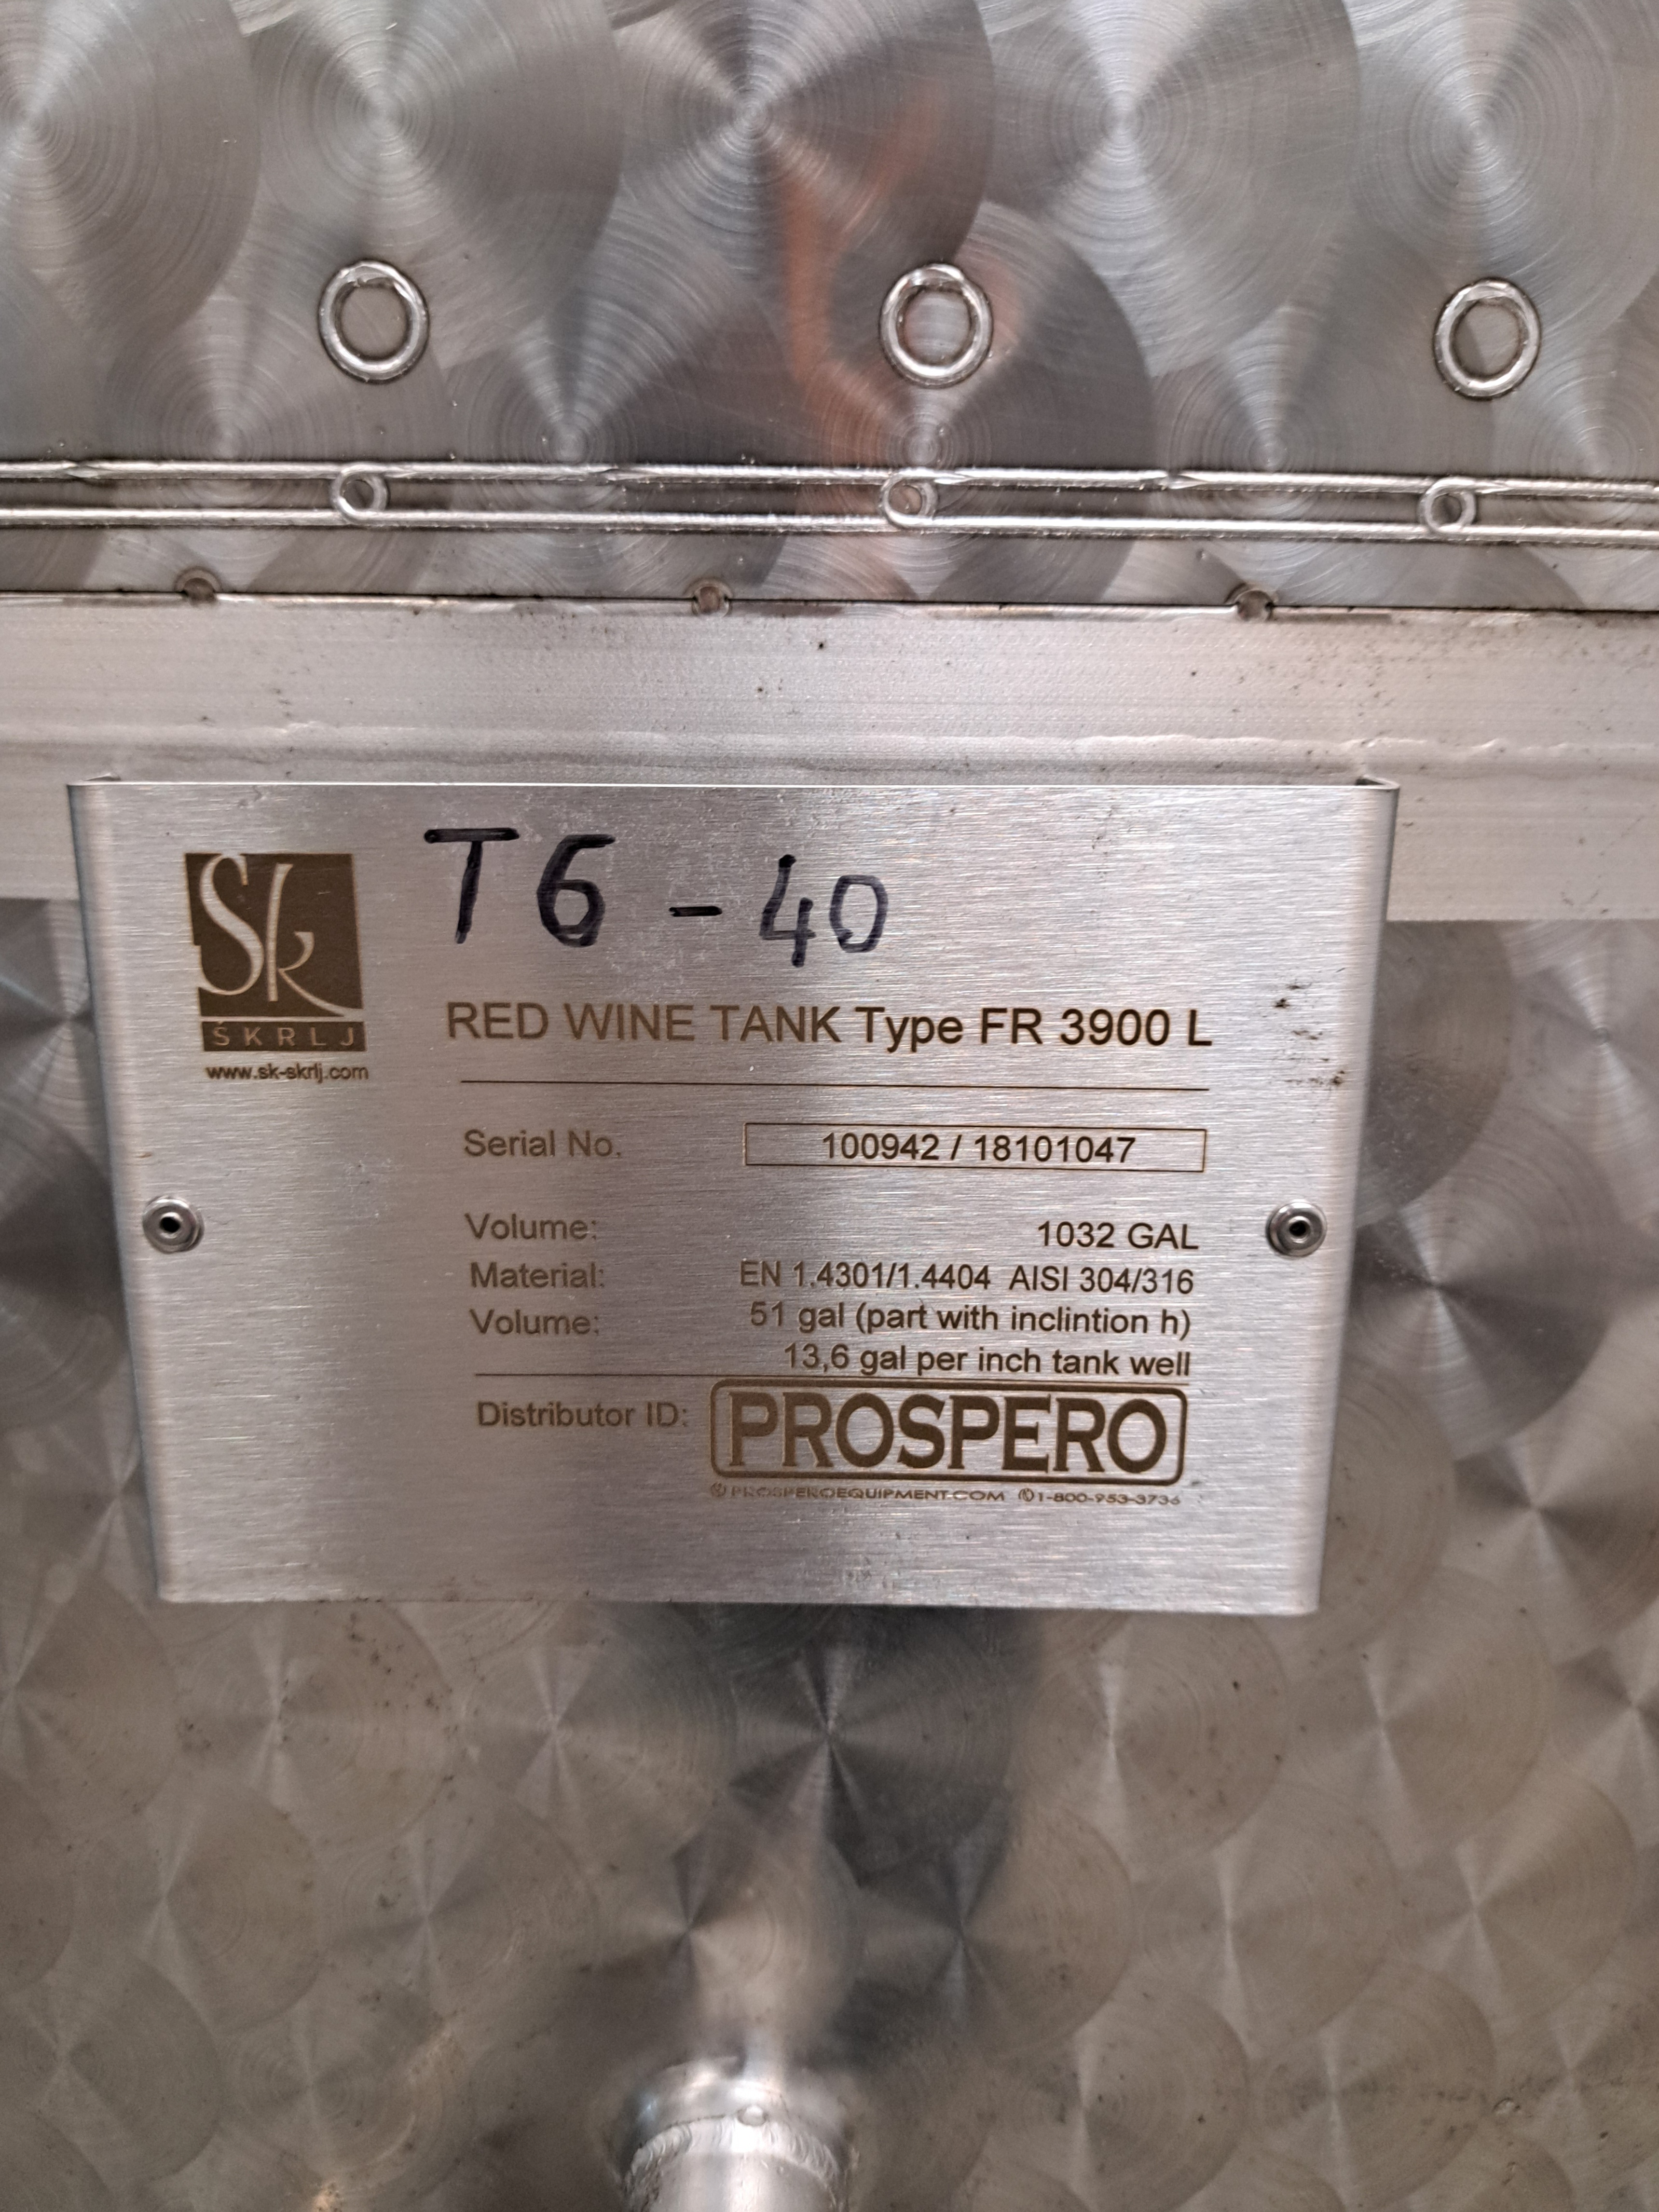 T6 - 40
Sk
ŠKRLJ
www.sk-skrlj.com
RED WINE TANK Type FR 3900 L
Serial No. 100942 / 18101047
Volume: 1032 GAL
Material: EN 1.4301/1.4404 AISI 304/316
Volume: 51 gal (part with inclintion h)
13,6 gal per inch tank well
Distributor ID: PROSPERO
PROSPEROEQUIPMENT.COM 1-800-953-3736